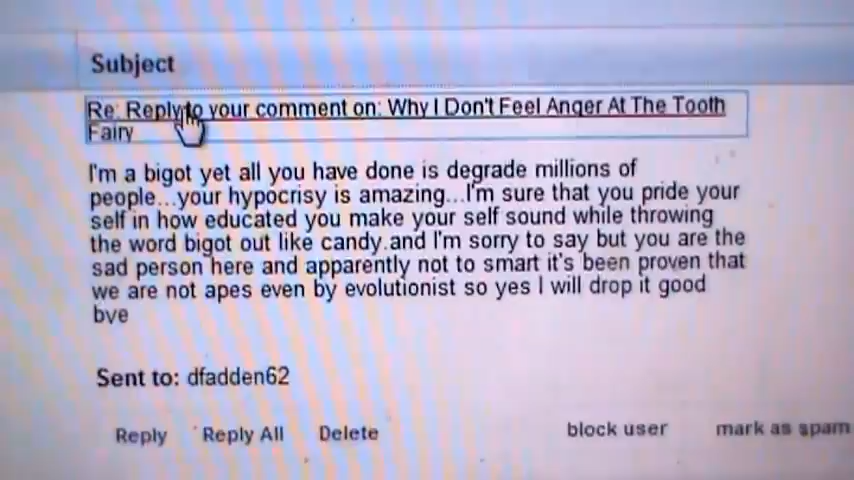 Subject
Re: Reply to your comment on: Why I Don't Feel Anger At The Tooth
Fairy
I'm a bigot yet all you have done is degrade millions of
people...your hypocrisy is amazing...I'm sure that you pride your
self in how educated you make your self sound while throwing
the word bigot out like candy.and I'm sorry to say but you are the
sad person here and apparently not to smart it's been proven that
we are not apes even by evolutionist so yes I will drop it good
bye
Sent to: dfadden62
Reply Reply All Delete block user mark as spam